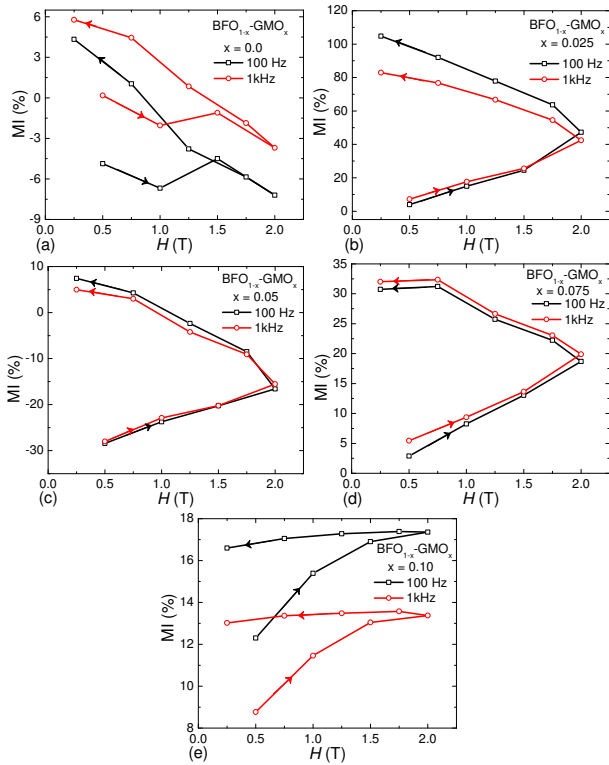 6
3
0
-3
-6
-9
MI (%)
0.0
0.5
1.0
1.5
2.0
H (T)
(a)
BFO1-x-GMOx
x = 0.0
100 Hz
1kHz
120
100
80
60
40
20
0
MI (%)
0.0
0.5
1.0
1.5
2.0
H (T)
(b)
BFO1-x-GMOx
x = 0.025
100 Hz
1kHz
10
0
-10
-20
-30
MI (%)
0.0
0.5
1.0
1.5
2.0
H (T)
(c)
BFO1-x-GMOx
x = 0.05
100 Hz
1kHz
35
30
25
20
15
10
5
0
MI (%)
0.0
0.5
1.0
1.5
2.0
H (T)
(d)
BFO1-x-GMOx
x = 0.075
100 Hz
1kHz
18
16
14
12
10
8
MI (%)
0.0
0.5
1.0
1.5
2.0
H (T)
(e)
BFO1-x-GMOx
x = 0.10
100 Hz
1kHz